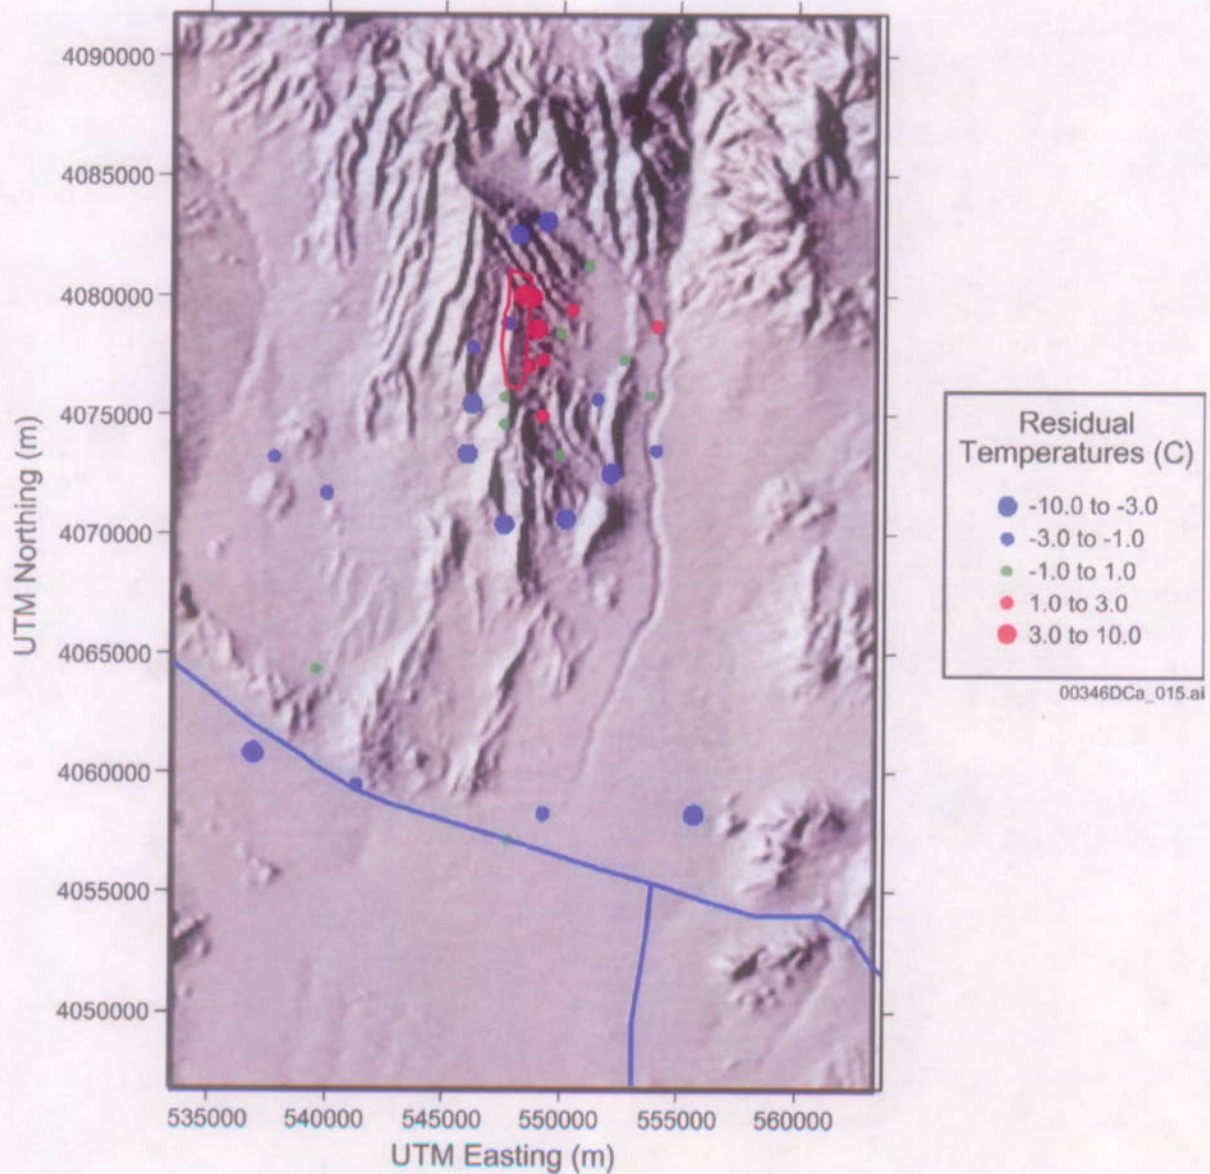 4090000
4085000
4080000
4075000
4070000
4065000
4060000
4055000
4050000
UTM Northing (m)
535000 540000 545000 550000 555000 560000
UTM Easting (m)
Residual
Temperatures (C)
-10.0 to -3.0
-3.0 to -1.0
-1.0 to 1.0
1.0 to 3.0
3.0 to 10.0
00346DCa_015.ai